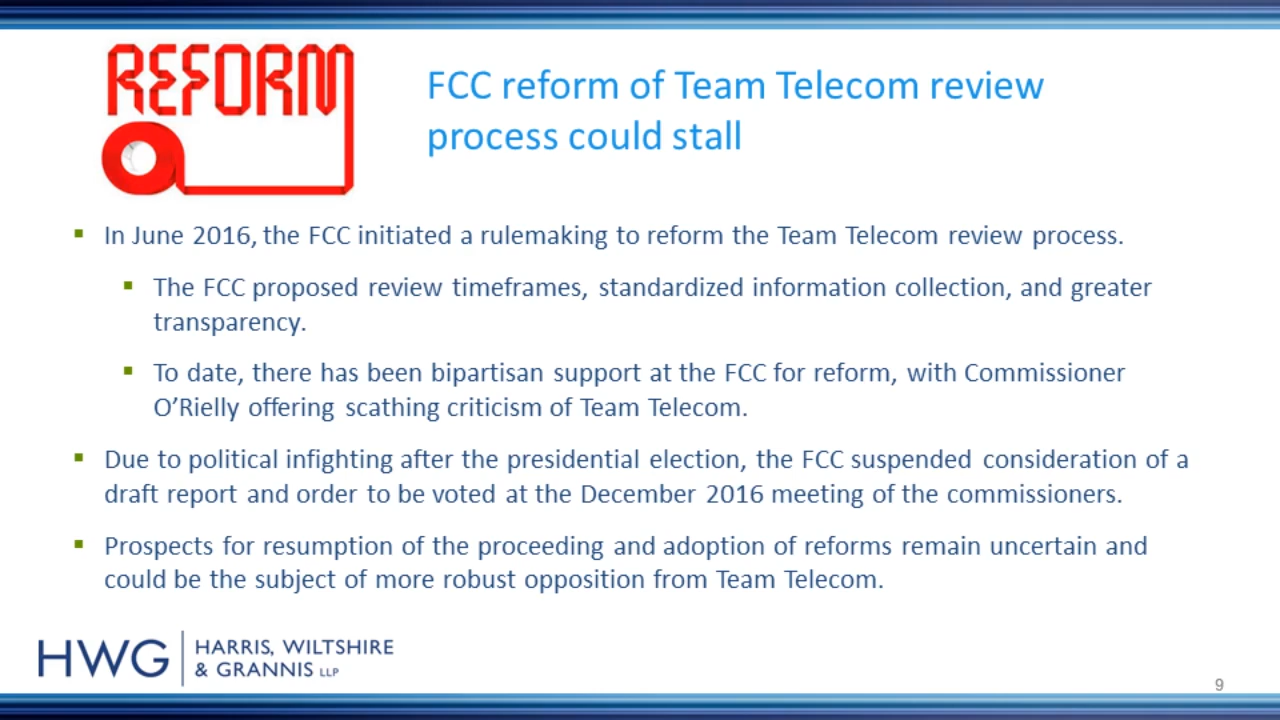 REFORM
FCC reform of Team Telecom review
process could stall
▪ In June 2016, the FCC initiated a rulemaking to reform the Team Telecom review process.
▪ The FCC proposed review timeframes, standardized information collection, and greater
transparency.
▪ To date, there has been bipartisan support at the FCC for reform, with Commissioner
O’Rielly offering scathing criticism of Team Telecom.
▪ Due to political infighting after the presidential election, the FCC suspended consideration of a
draft report and order to be voted at the December 2016 meeting of the commissioners.
▪ Prospects for resumption of the proceeding and adoption of reforms remain uncertain and
could be the subject of more robust opposition from Team Telecom.
HWG
HARRIS, WILTSHIRE
& GRANNIS LLP
9